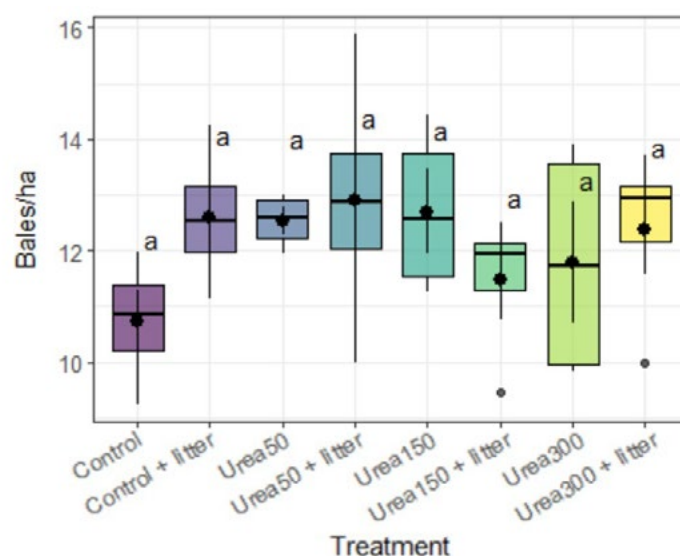 16
14
12
10
Bales/ha
a
a
a
a
a
a
a
a
Control
Control + litter
Urea50
Urea50 + litter
Urea150
Urea150 + litter
Urea300
Urea300 + litter
Treatment